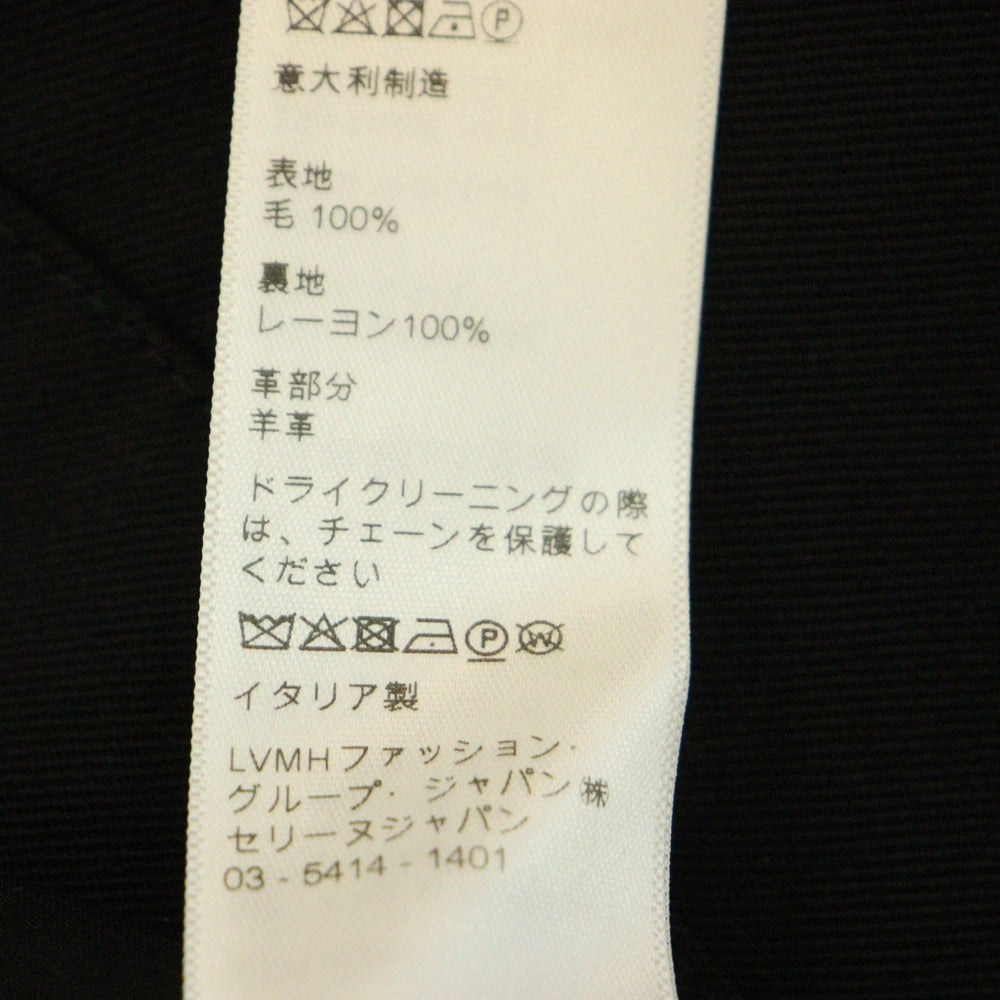 意大利制造
表地
毛 100%
裏地
レーヨン100%
革部分
羊革
ドライクリーニングの際
は、チェーンを保護して
ください
P
W
イタリア製
LVMHファッション・
グループ・ジャパン㈱
セリーヌジャパン
03 - 5414 - 1401